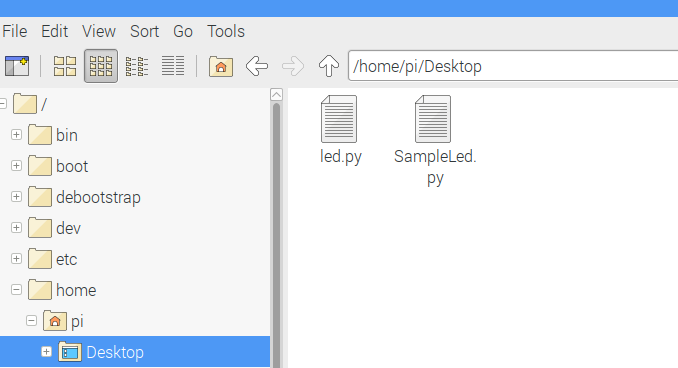 File Edit View Sort Go Tools
/home/pi/Desktop
/
bin
boot
debootstrap
dev
etc
home
pi
Desktop
led.py
SampleLed.
py